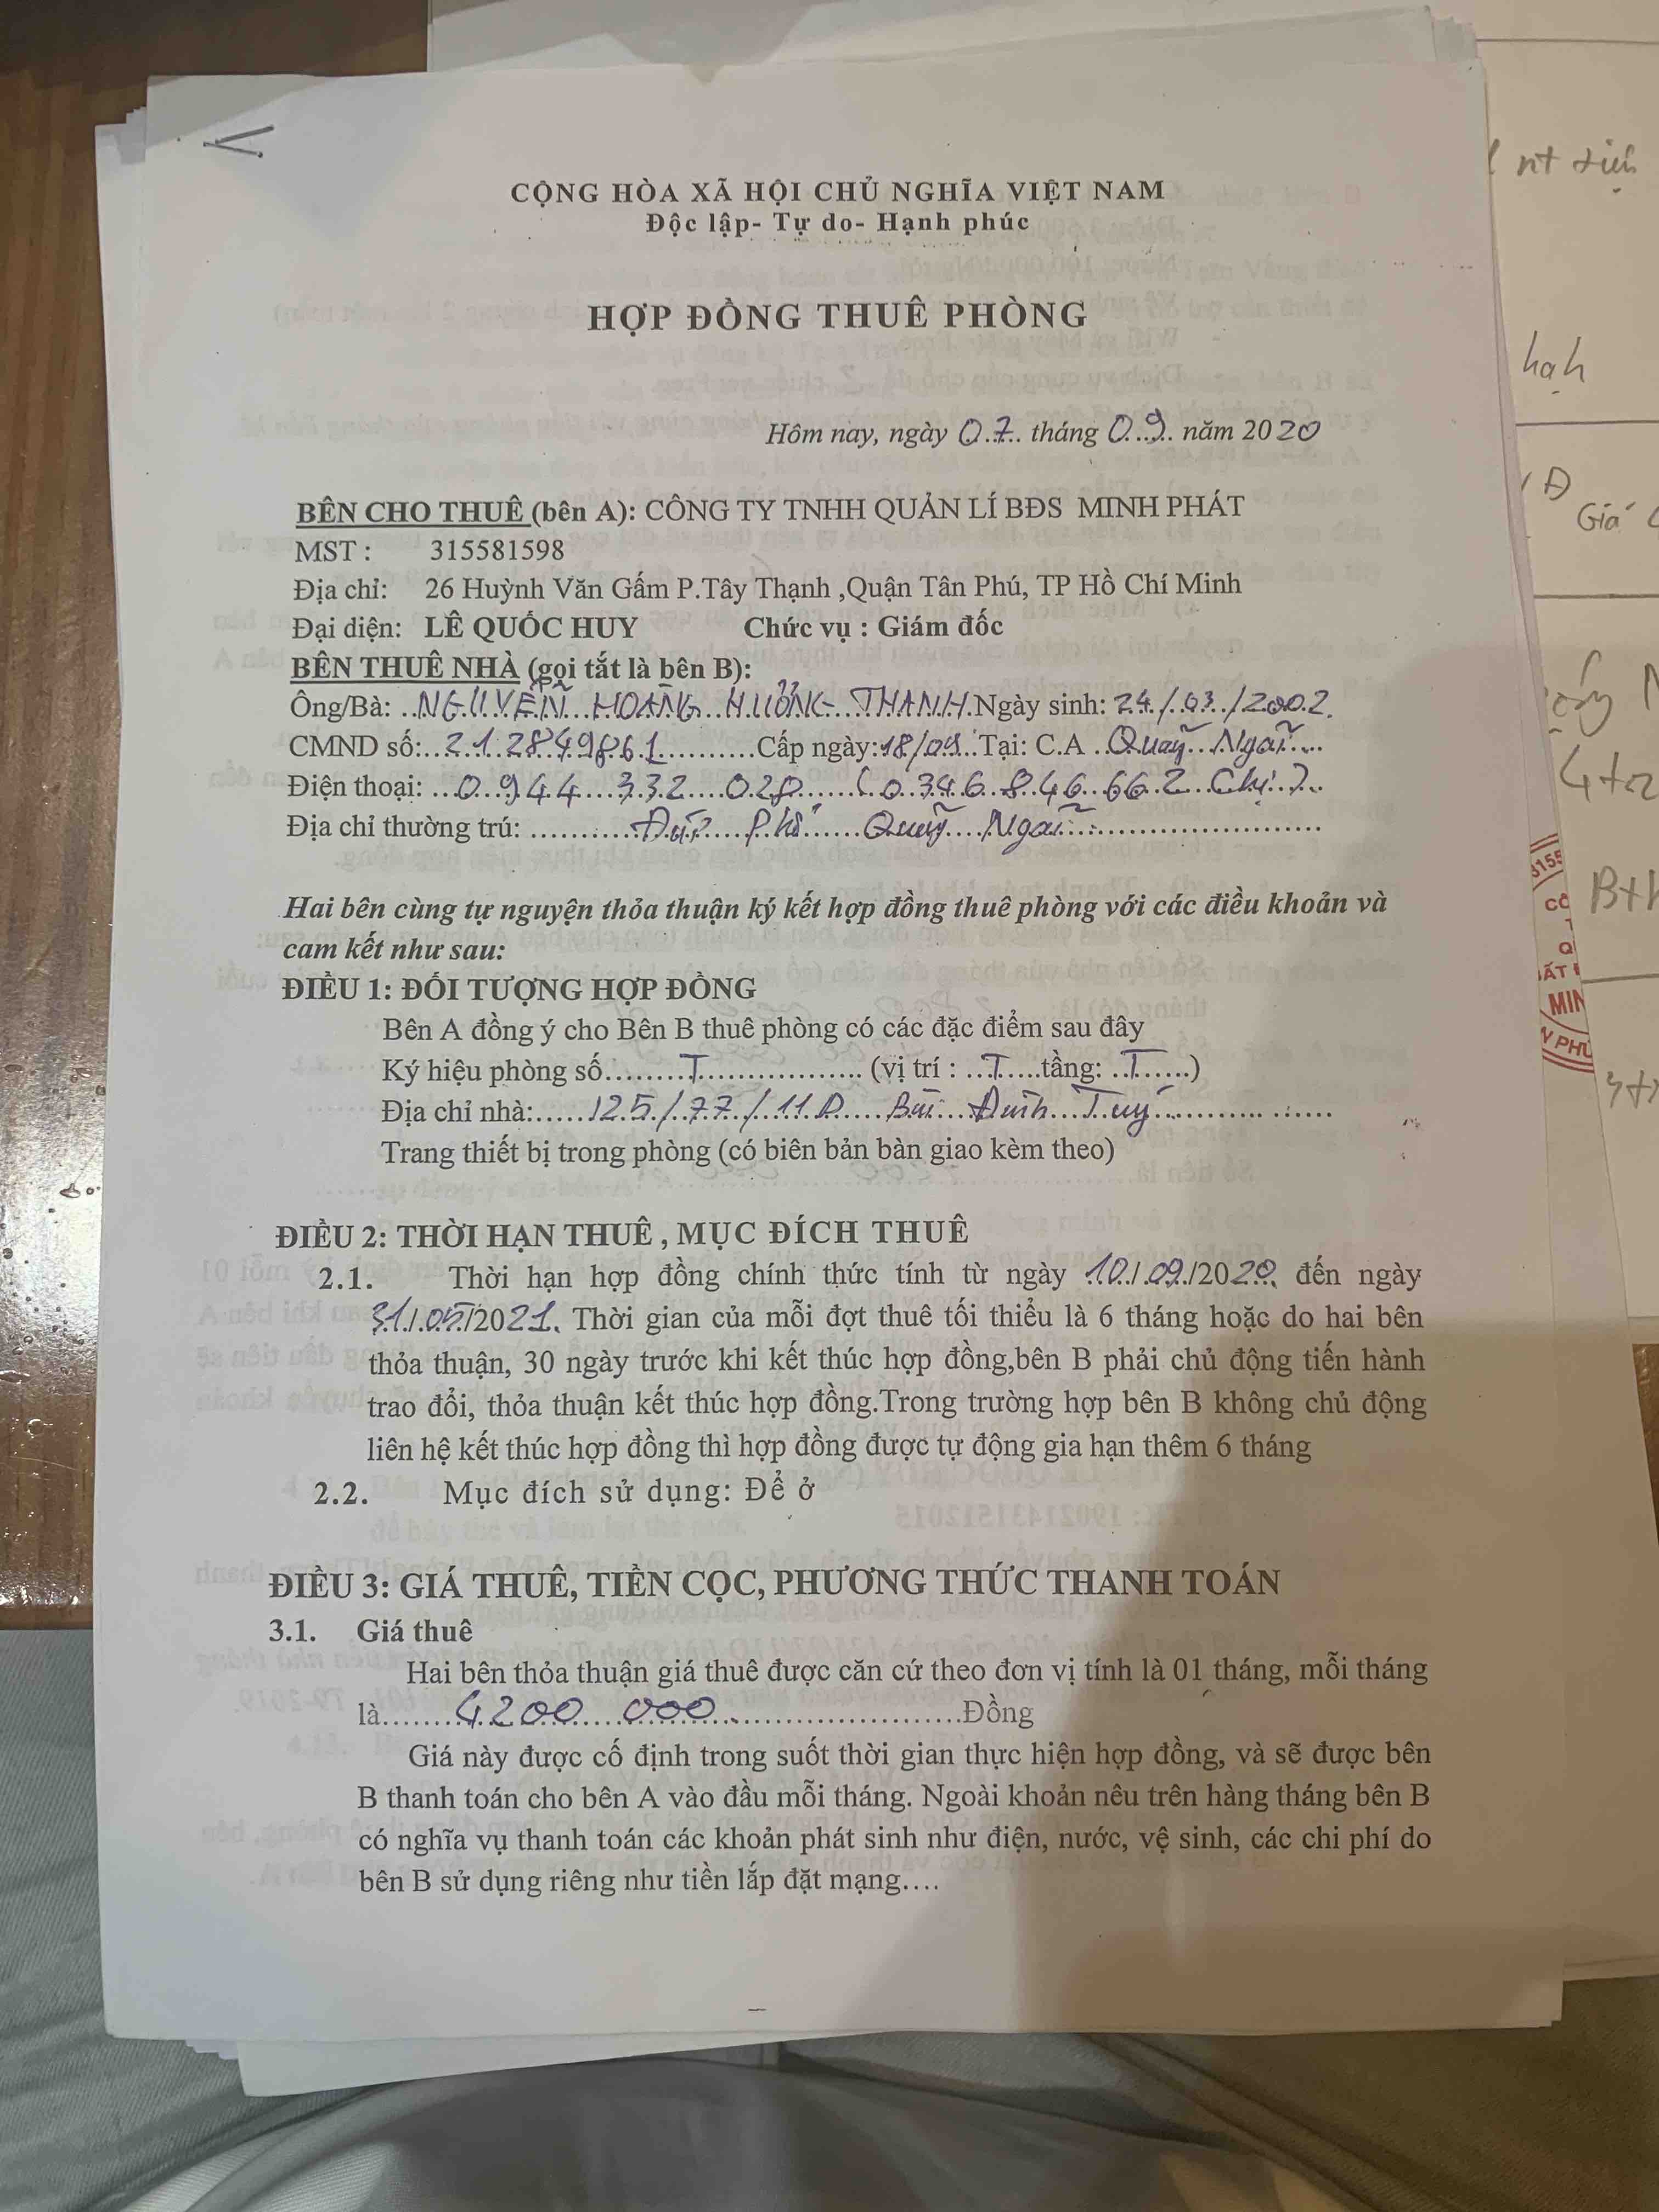 CỘNG HÒA XÃ HỘI CHỦ NGHĨA VIỆT NAM
Độc lập- Tự do- Hạnh phúc
HỢP ĐỒNG THUÊ PHÒNG
Hôm nay, ngày 07 tháng 09 năm 2020
BÊN CHO THUÊ (bên A): CÔNG TY TNHH QUẢN LÍ BĐS MINH PHÁT
MST : 315581598
Địa chỉ: 26 Huỳnh Văn Gấm P.Tây Thạnh ,Quận Tân Phú, TP Hồ Chí Minh
Đại diện: LÊ QUỐC HUY Chức vụ : Giám đốc
BÊN THUÊ NHÀ (gọi tắt là bên B):
Ông/Bà: NGUYỄN HOÀNG HƯƠNG THANH Ngày sinh: 24/03/2002
CMND số: 212849861 Cấp ngày: 18/09 Tại: C.A Quảng Ngãi
Điện thoại: 0944 332 028 (0346 846 662 Chị)
Địa chỉ thường trú: Đức Phổ Quảng Ngãi
Hai bên cùng tự nguyện thỏa thuận ký kết hợp đồng thuê phòng với các điều khoản và
cam kết như sau:
ĐIỀU 1: ĐỐI TƯỢNG HỢP ĐỒNG
Bên A đồng ý cho Bên B thuê phòng có các đặc điểm sau đây
Ký hiệu phòng số T (vị trí : T tầng: T )
Địa chỉ nhà: 125/77/11D Bùi Đình Tuý
Trang thiết bị trong phòng (có biên bản bàn giao kèm theo)
ĐIỀU 2: THỜI HẠN THUÊ , MỤC ĐÍCH THUÊ
2.1. Thời hạn hợp đồng chính thức tính từ ngày 10/09/2020 đến ngày
31/05/2021. Thời gian của mỗi đợt thuê tối thiểu là 6 tháng hoặc do hai bên
thỏa thuận, 30 ngày trước khi kết thúc hợp đồng,bên B phải chủ động tiến hành
trao đổi, thỏa thuận kết thúc hợp đồng.Trong trường hợp bên B không chủ động
liên hệ kết thúc hợp đồng thì hợp đồng được tự động gia hạn thêm 6 tháng
2.2. Mục đích sử dụng: Để ở
ĐIỀU 3: GIÁ THUÊ, TIỀN CỌC, PHƯƠNG THỨC THANH TOÁN
3.1. Giá thuê
Hai bên thỏa thuận giá thuê được căn cứ theo đơn vị tính là 01 tháng, mỗi tháng
là 4200 000 Đồng
Giá này được cố định trong suốt thời gian thực hiện hợp đồng, và sẽ được bên
B thanh toán cho bên A vào đầu mỗi tháng. Ngoài khoản nêu trên hàng tháng bên B
có nghĩa vụ thanh toán các khoản phát sinh như điện, nước, vệ sinh, các chi phí do
bên B sử dụng riêng như tiền lắp đặt mạng….